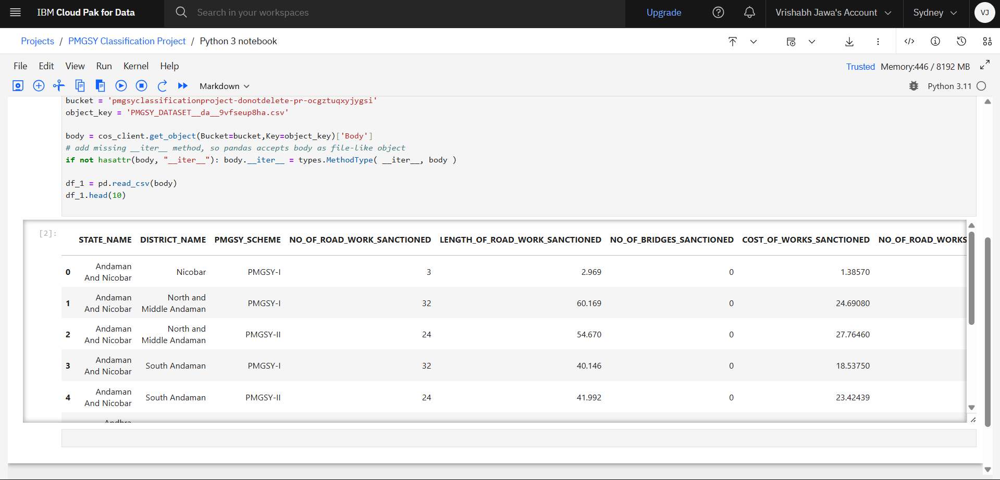 IBM Cloud Pak for Data
Search in your workspaces
Upgrade
Vrishabh Jawa's Account
Sydney
VJ
Projects / PMGSY Classification Project / Python 3 notebook
File Edit View Run Kernel Help
Trusted Memory:446 / 8192 MB
Markdown
Python 3.11
bucket = 'pmgsyclassificationproject-donotdelete-pr-ocgztuqxyjygsi'
object_key = 'PMGSY_DATASET__da__9vfseup8ha.csv'
body = cos_client.get_object(Bucket=bucket,Key=object_key)['Body']
# add missing __iter__ method, so pandas accepts body as file-like object
if not hasattr(body, "__iter__"): body.__iter__ = types.MethodType( __iter__, body )
df_1 = pd.read_csv(body)
df_1.head(10)
[2]:
STATE_NAME DISTRICT_NAME PMGSY_SCHEME NO_OF_ROAD_WORK_SANCTIONED LENGTH_OF_ROAD_WORK_SANCTIONED NO_OF_BRIDGES_SANCTIONED COST_OF_WORKS_SANCTIONED NO_OF_ROAD_WORKS
0 Andaman And Nicobar Nicobar PMGSY-I 3 2.969 0 1.38570
1 Andaman And Nicobar North and Middle Andaman PMGSY-I 32 60.169 0 24.69080
2 Andaman And Nicobar North and Middle Andaman PMGSY-II 24 54.670 0 27.76460
3 Andaman And Nicobar South Andaman PMGSY-I 32 40.146 0 18.53750
4 Andaman And Nicobar South Andaman PMGSY-II 24 41.992 0 23.42439
Andhra